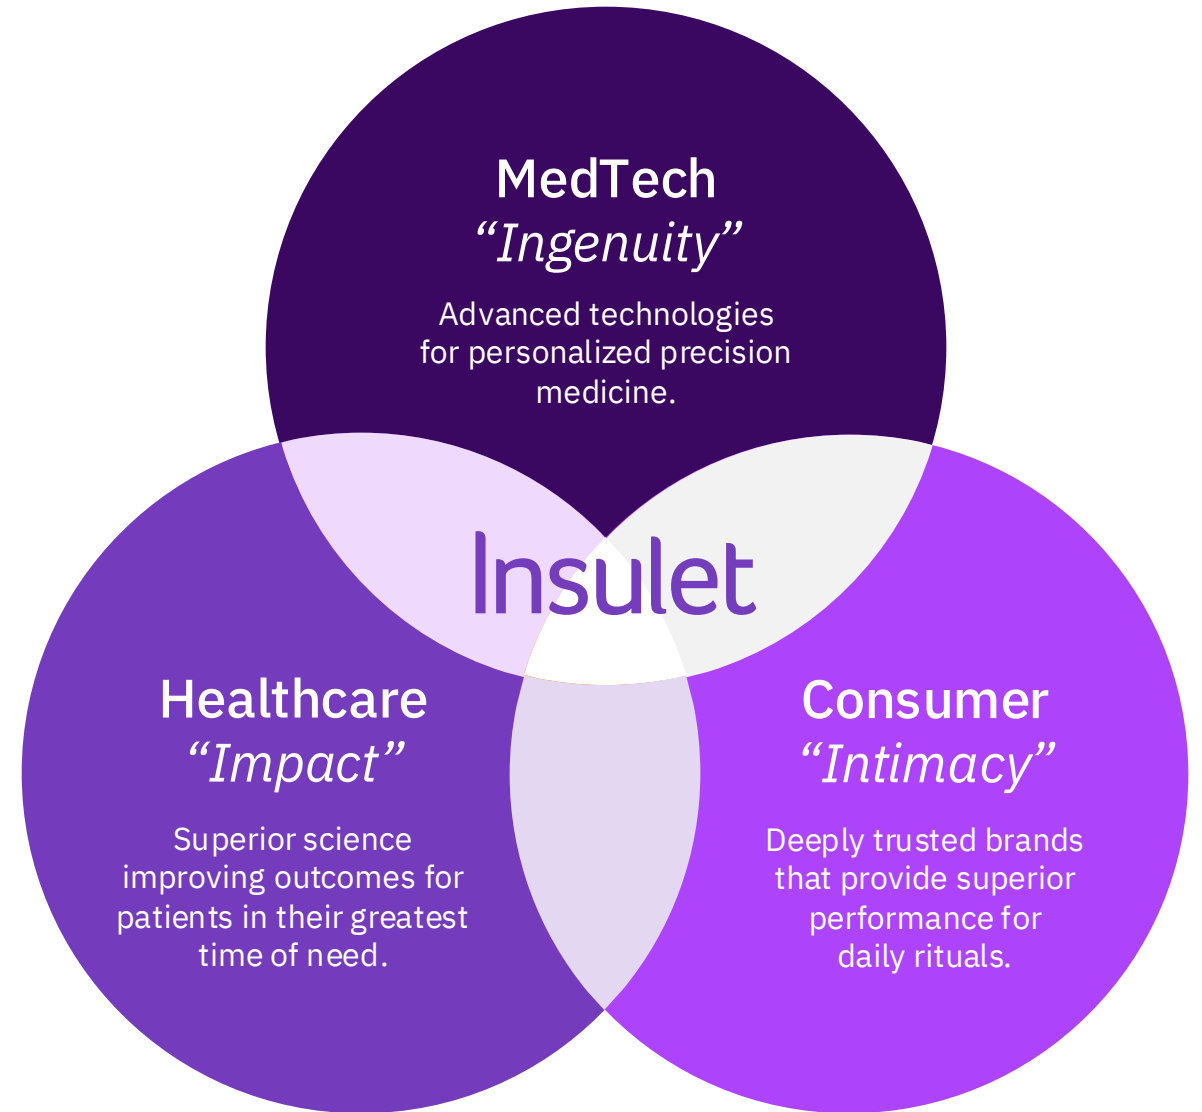 MedTech
“Ingenuity”
Advanced technologies
for personalized precision
medicine.
Insulet
Healthcare
“Impact”
Superior science
improving outcomes for
patients in their greatest
time of need.
Consumer
“Intimacy”
Deeply trusted brands
that provide superior
performance for
daily rituals.